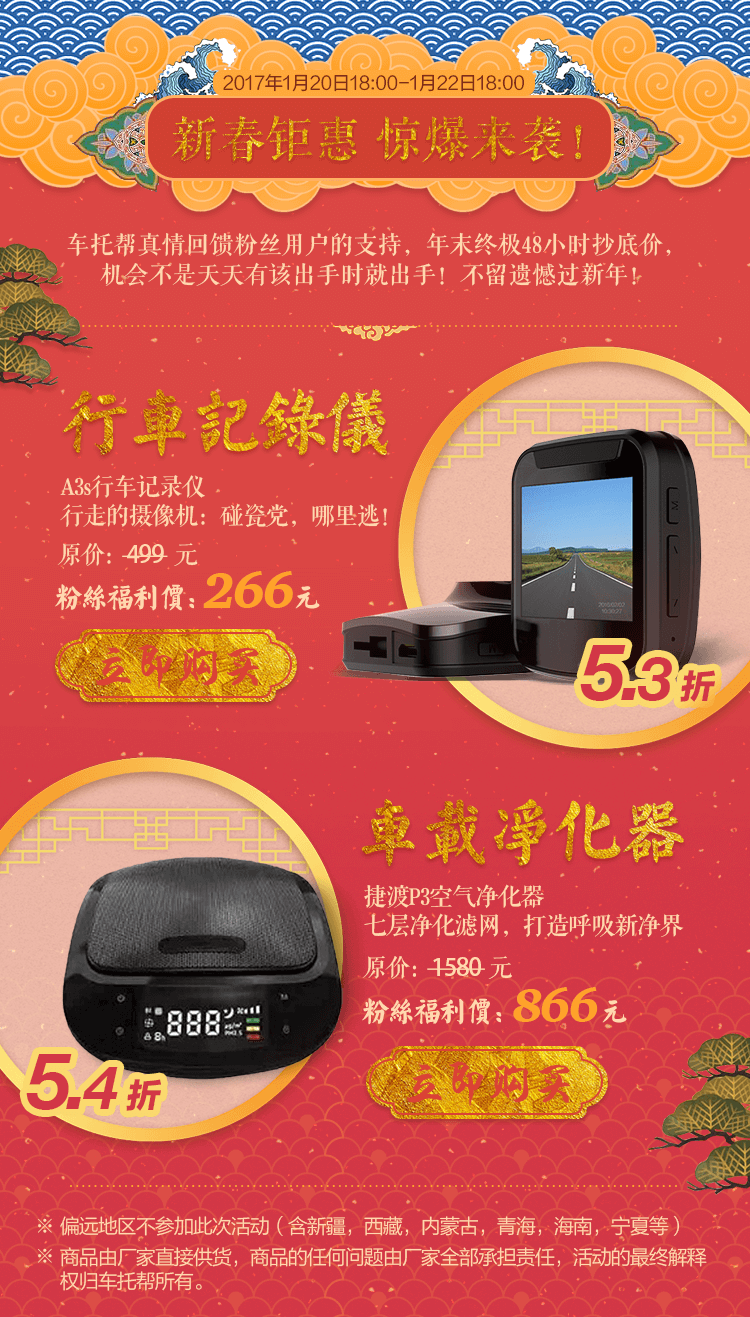 2017年1月20日18:00-1月22日18:00
新春钜惠 惊爆来袭！
车托帮真情回馈粉丝用户的支持，年末终极48小时抄底价，
机会不是天天有该出手时就出手！不留遗憾过新年！
行車記錄儀
A3s行车记录仪
行走的摄像机：碰瓷党，哪里逃！
原价：499 元
粉絲福利價：266元
立即购买
5.3折
車載凈化器
捷渡P3空气净化器
七层净化滤网，打造呼吸新净界
原价：1580 元
粉絲福利價：866元
888
8h
PM2.5
5.4折
立即购买
※ 偏远地区不参加此次活动（含新疆，西藏，内蒙古，青海，海南，宁夏等）
※ 商品由厂家直接供货，商品的任何问题由厂家全部承担责任，活动的最终解释
权归车托帮所有。